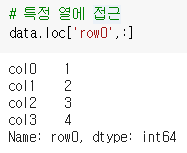 # 특정 열에 접근
data.loc['row0',:]
col0    1
col1    2
col2    3
col3    4
Name: row0, dtype: int64